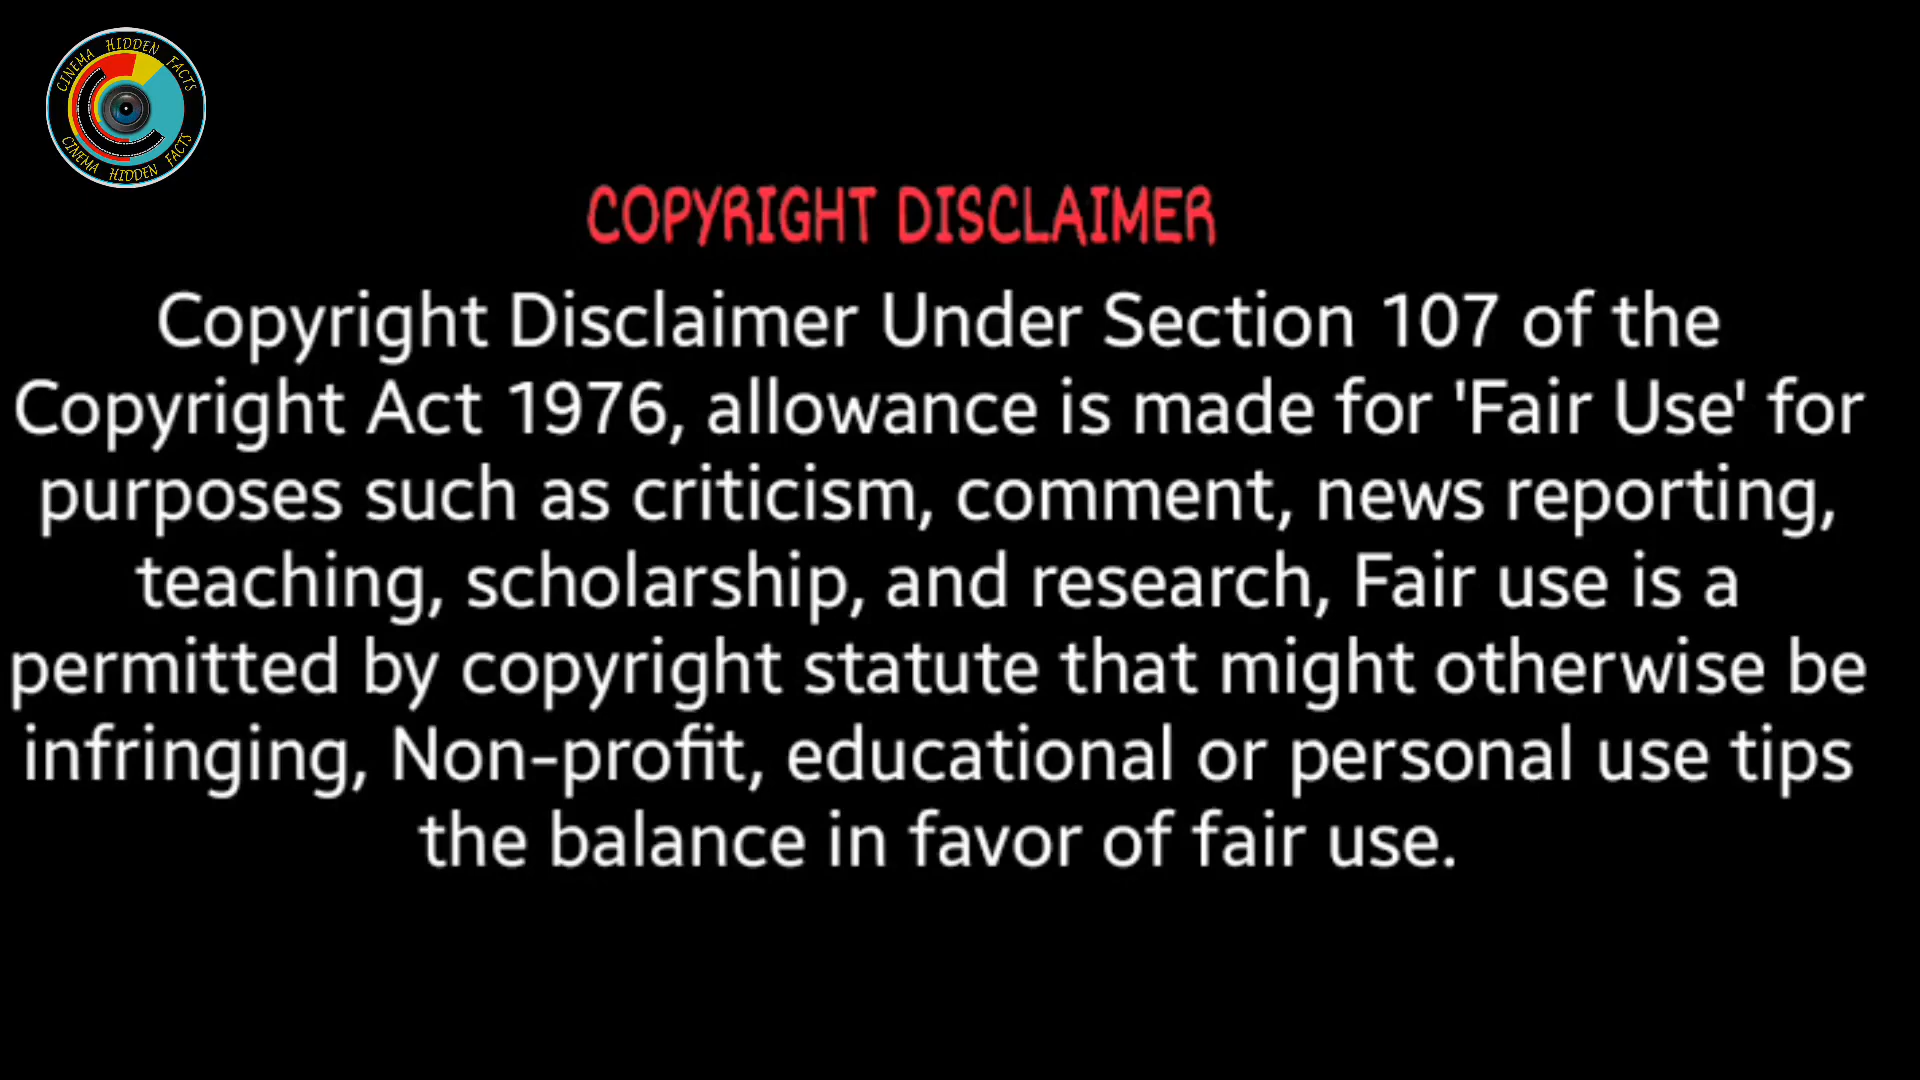 CINEMA HIDDEN FACTS
CINEMA HIDDEN FACTS
COPYRIGHT DISCLAIMER
Copyright Disclaimer Under Section 107 of the
Copyright Act 1976, allowance is made for 'Fair Use' for
purposes such as criticism, comment, news reporting,
teaching, scholarship, and research, Fair use is a
permitted by copyright statute that might otherwise be
infringing, Non-profit, educational or personal use tips
the balance in favor of fair use.